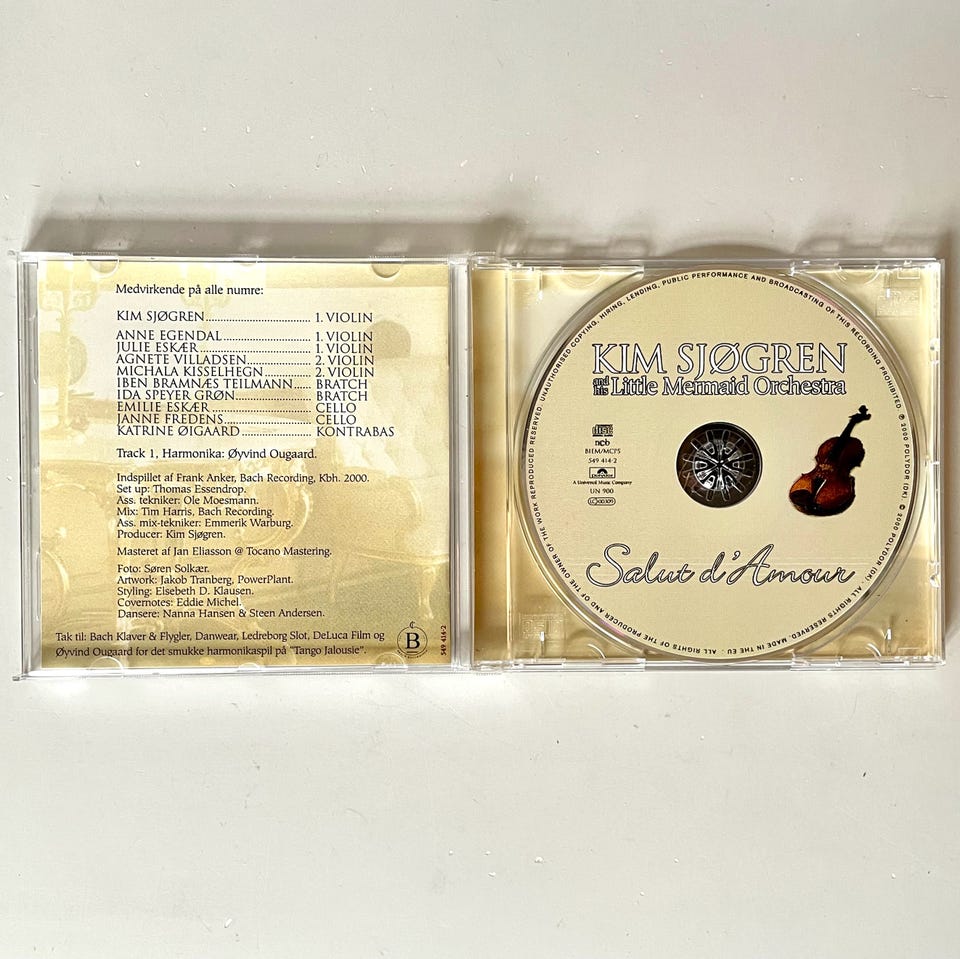 Medvirkende på alle numre:
KIM SJØGREN.................................... 1. VIOLIN
ANNE EGENDAL.............................. 1. VIOLIN
JULIE ESKÆR...................................... 1. VIOLIN
AGNETE VILLADSEN...................... 2. VIOLIN
MICHALA KISSELHEGN.................. 2. VIOLIN
IBEN BRAMNÆS TEILMANN..... BRATCH
IDA SPEYER GRØN......................... BRATCH
EMILIE ESKÆR................................. CELLO
JANNE FREDENS............................. CELLO
KATRINE ØIGAARD....................... KONTRABAS
Track 1, Harmonika: Øyvind Ougaard.
Indspillet af Frank Anker, Bach Recording, Kbh. 2000.
Set up: Thomas Essendrop.
Ass. tekniker: Ole Moesmann.
Mix: Tim Harris, Bach Recording.
Ass. mix-tekniker: Emmerik Warburg.
Producer: Kim Sjøgren.
Masteret af Jan Eliasson @ Tocano Mastering.
Foto: Søren Solkær.
Artwork: Jakob Tranberg, PowerPlant.
Styling: Elsebeth D. Klausen.
Covernotes: Eddie Michel.
Dansere: Nanna Hansen & Steen Andersen.
Tak til: Bach Klaver & Flygler, Danwear, Ledreborg Slot, DeLuca Film og
Øyvind Ougaard for det smukke harmonikaspil på "Tango Jalousie".
B
549 414-2
KIM SJØGREN
and his Little Mermaid Orchestra
COMPACT disc DIGITAL AUDIO
ncb
BIEM/MCPS
549 414-2
Polydor
A Universal Music Company
UN 900
LC 00309
Salut d'Amour
ALL RIGHTS OF THE PRODUCER AND OF THE OWNER OF THE WORK REPRODUCED RESERVED. UNAUTHORISED COPYING, HIRING, LENDING, PUBLIC PERFORMANCE AND BROADCASTING OF THIS RECORDING PROHIBITED. ℗ 2000 POLYDOR (DK) © 2000 POLYDOR (DK). ALL RIGHTS RESERVED. MADE IN THE EU.